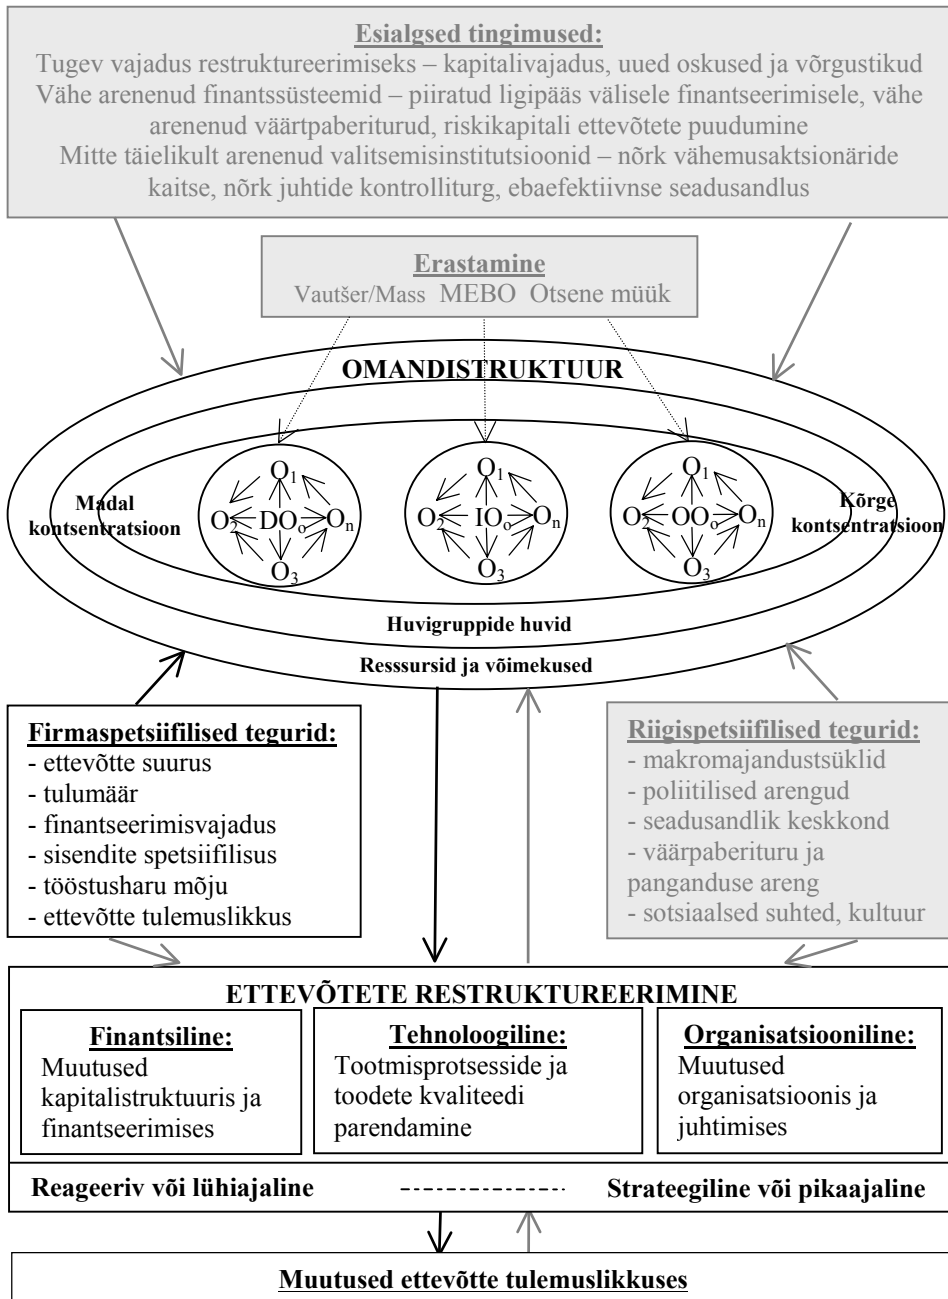 Esialgsed tingimused:
Tugev vajadus restruktureerimiseks – kapitalivajadus, uued oskused ja võrgustikud
Vähe arenenud finantssüsteemid – piiratud ligipääs välisele finantseerimisele, vähe
arenenud väärtpaberiturud, riskikapitali ettevõtete puudumine
Mitte täielikult arenenud valitsemisinstitutsioonid – nõrk vähemusaktsionäride
kaitse, nõrk juhtide kontrolliturg, ebaefektiivnse seadusandlus
Erastamine
Vautšer/Mass MEBO Otsene müük
OMANDISTRUKTUUR
Madal
kontsentratsioon
O1
O2 DOo On
O3
O1
O2 IOo On
O3
O1
O2 OOo On
O3
Kõrge
kontsentratsioon
Huvigruppide huvid
Resssursid ja võimekused
Firmaspetsiifilised tegurid:
- ettevõtte suurus
- tulumäär
- finantseerimisvajadus
- sisendite spetsiifilisus
- tööstusharu mõju
- ettevõtte tulemuslikkus
Riigispetsiifilised tegurid:
- makromajandustsüklid
- poliitilised arengud
- seadusandlik keskkond
- väärpaberituru ja
panganduse areng
- sotsiaalsed suhted, kultuur
ETTEVÕTETE RESTRUKTUREERIMINE
Finantsiline:
Muutused
kapitalistruktuuris ja
finantseerimises
Tehnoloogiline:
Tootmisprotsesside ja
toodete kvaliteedi
parendamine
Organisatsiooniline:
Muutused
organisatsioonis ja
juhtimises
Reageeriv või lühiajaline
Strateegiline või pikaajaline
Muutused ettevõtte tulemuslikkuses